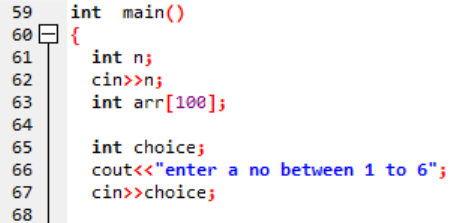 59 int  main()
60 {
61 int n;
62 cin>>n;
63 int arr[100];
64
65 int choice;
66 cout<<"enter a no between 1 to 6";
67 cin>>choice;
68